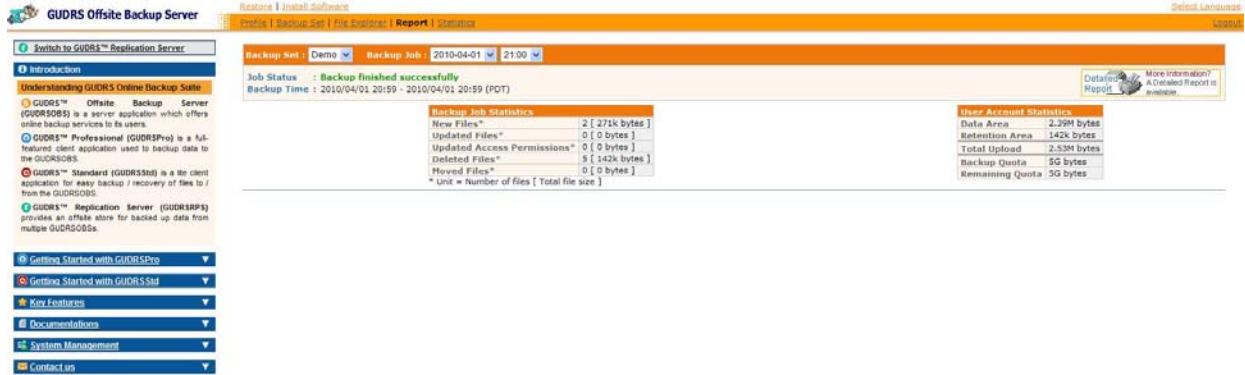 GUDRS Offsite Backup Server
Restore | Install Software
Select Language
Profile | Backup Set | File Explorer | Report | Statistics
Logout
Switch to GUDRS™ Replication Server
Introduction
Understanding GUDRS Online Backup Suite
GUDRS™ Offsite Backup Server
(GUDRSOBS) is a server application which offers
online backup services to its users.
GUDRS™ Professional (GUDRSPro) is a full-
featured client application used to backup data to
the GUDRSOBS.
GUDRS™ Standard (GUDRSStd) is a lite client
application for easy backup / recovery of files to /
from the GUDRSOBS.
GUDRS™ Replication Server (GUDRSRPS)
provides an offsite store for backed up data from
multiple GUDRSOBSs.
Getting Started with GUDRSPro
Getting Started with GUDRSStd
Key Features
Documentations
System Management
Contact us
Backup Set : Demo Backup Job : 2010-04-01 21:00
Job Status : Backup finished successfully
Backup Time : 2010/04/01 20:59 - 2010/04/01 20:59 (PDT)
Detailed
Report
More Information?
A Detailed Report is
available.
Backup Job Statistics
New Files* 2 [ 271k bytes ]
Updated Files* 0 [ 0 bytes ]
Updated Access Permissions* 0 [ 0 bytes ]
Deleted Files* 5 [ 142k bytes ]
Moved Files* 0 [ 0 bytes ]
* Unit = Number of files [ Total file
size ]
User Account Statistics
Data Area 2.39M bytes
Retention Area 142k bytes
Total Upload 2.53M bytes
Backup Quota 5G bytes
Remaining Quota 5G bytes